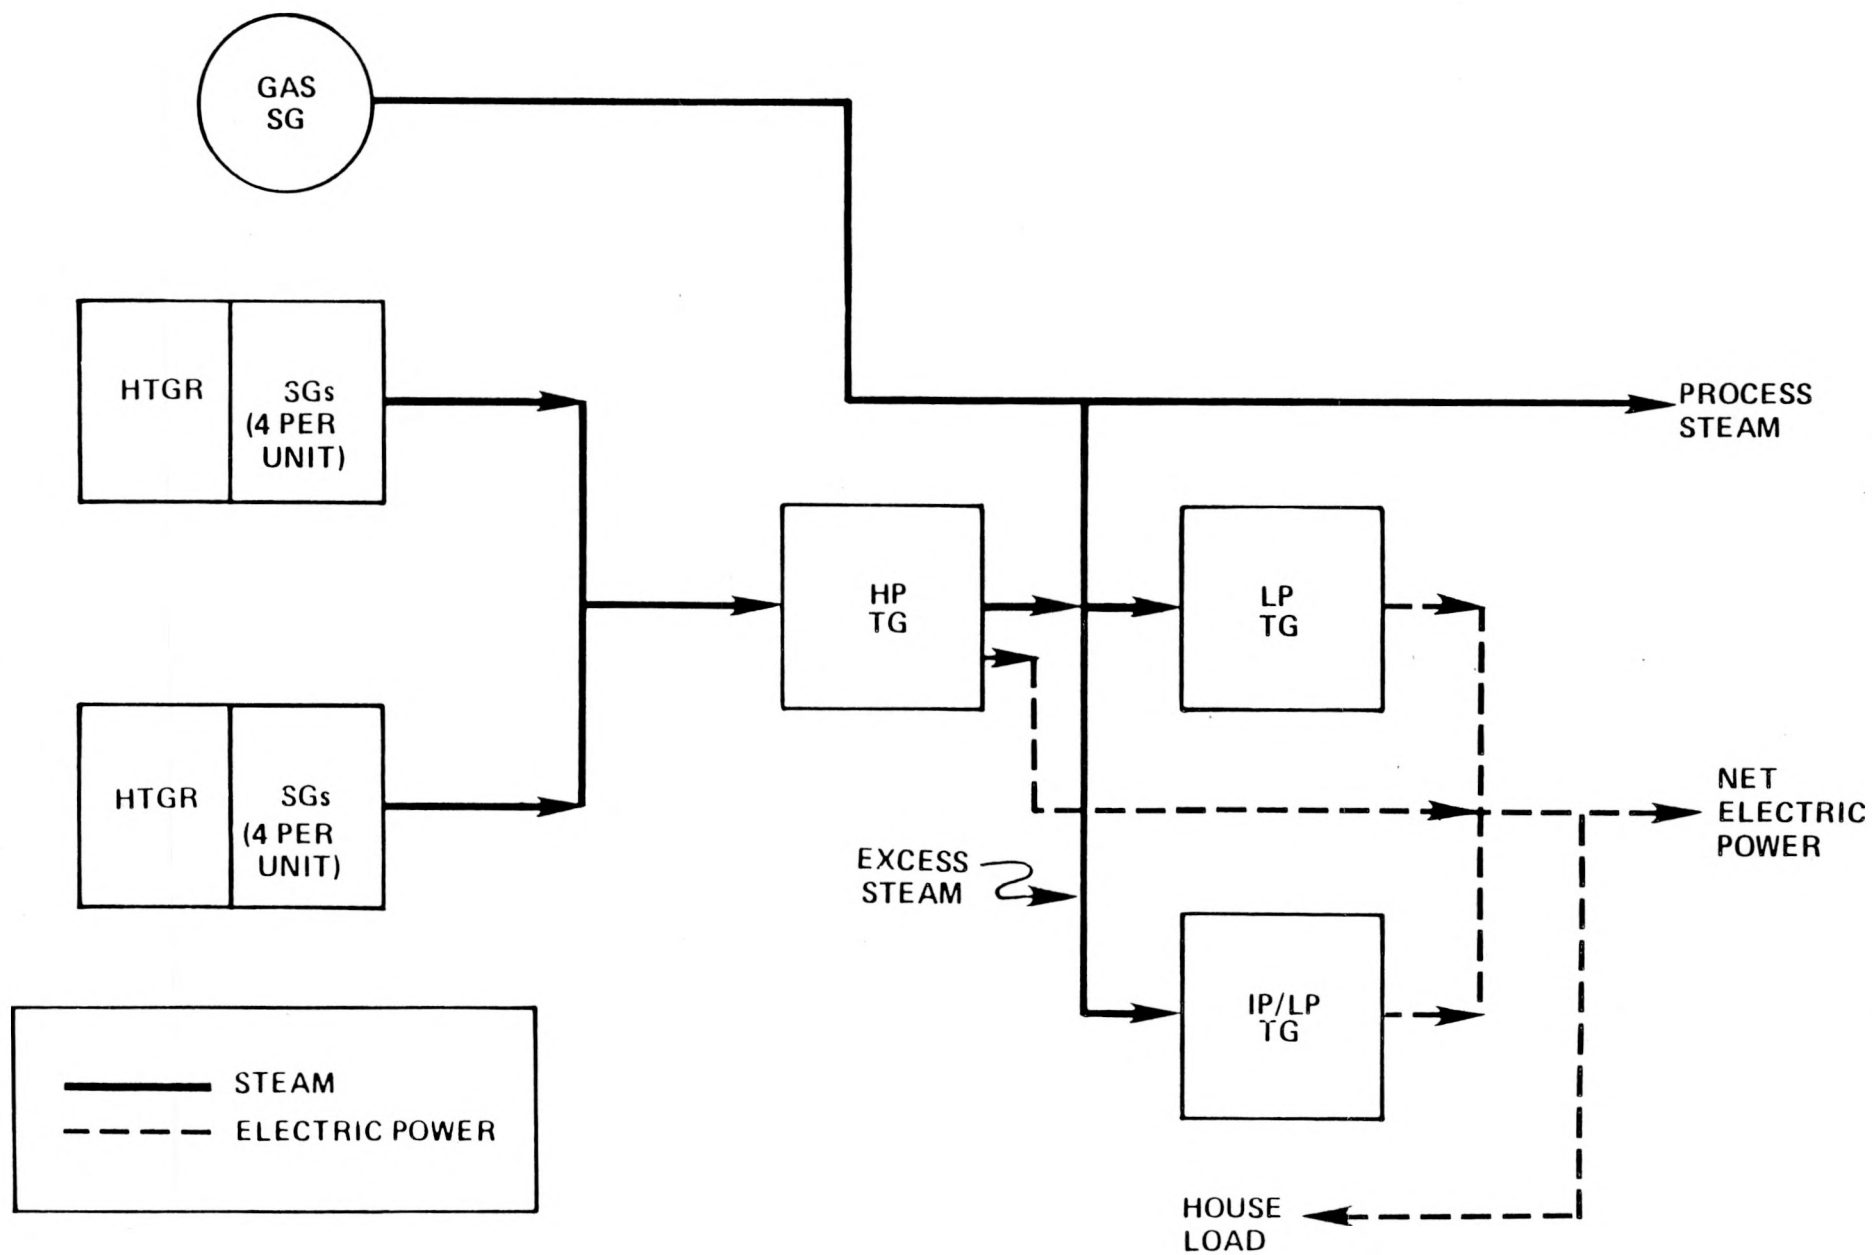 GAS
SG
HTGR
SGs
(4 PER
UNIT)
PROCESS
STEAM
HP
TG
LP
TG
HTGR
SGs
(4 PER
UNIT)
NET
ELECTRIC
POWER
EXCESS
STEAM
IP/LP
TG
STEAM
ELECTRIC POWER
HOUSE
LOAD